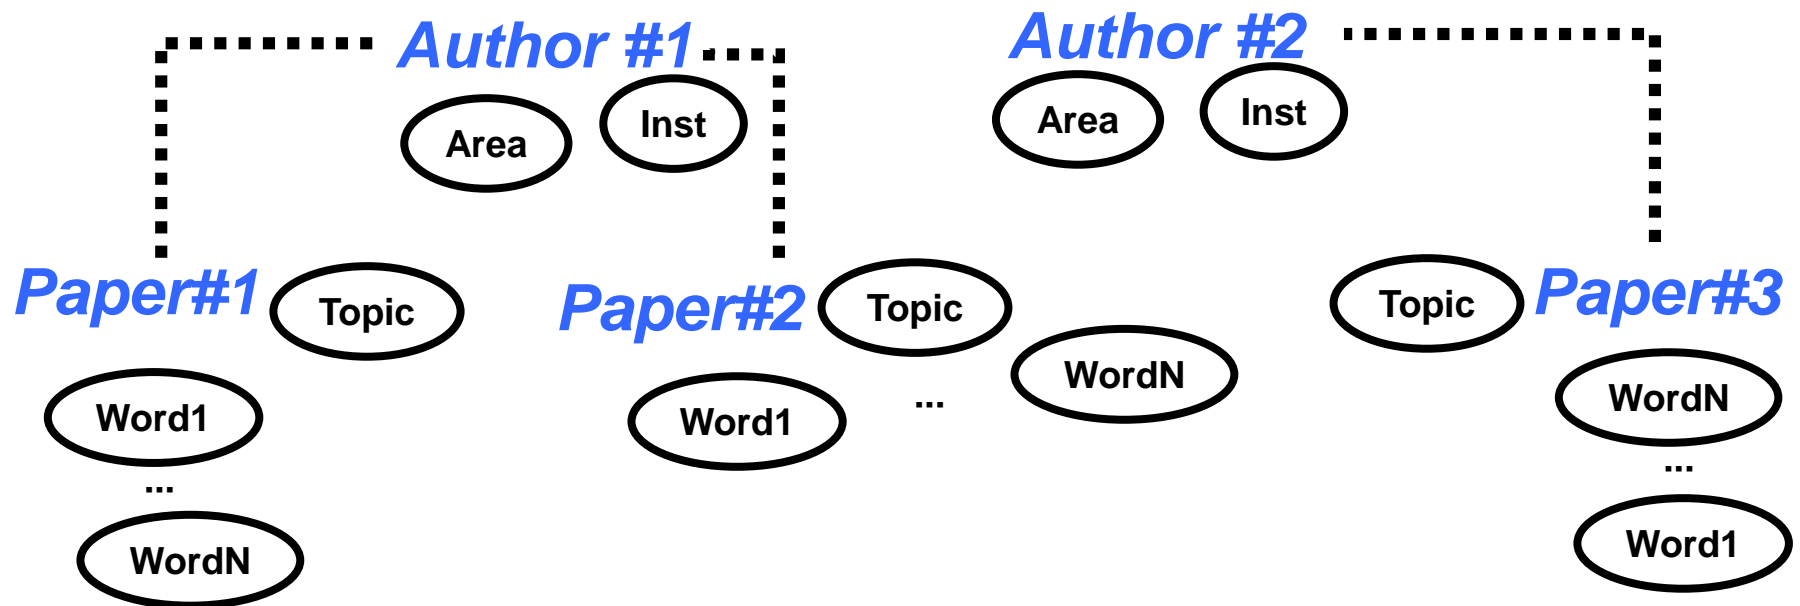 Author #1
Author #2
Area
Inst
Area
Inst
Paper#1
Topic
Paper#2
Topic
Topic
Paper#3
Word1
...
WordN
Word1
...
WordN
WordN
...
Word1